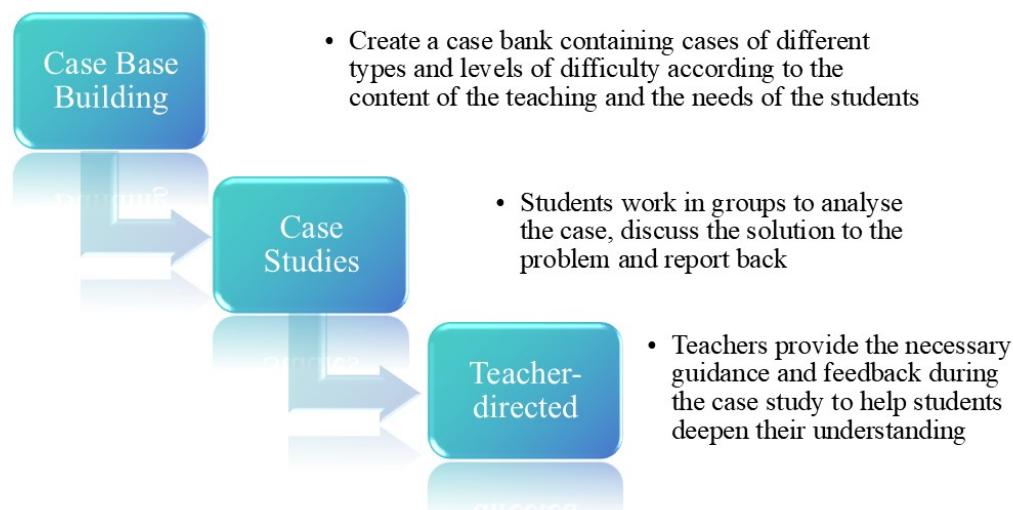 Case Base
Building
• Create a case bank containing cases of different
types and levels of difficulty according to the
content of the teaching and the needs of the students
Case
Studies
• Students work in groups to analyse
the case, discuss the solution to the
problem and report back
Teacher-
directed
• Teachers provide the necessary
guidance and feedback during
the case study to help students
deepen their understanding